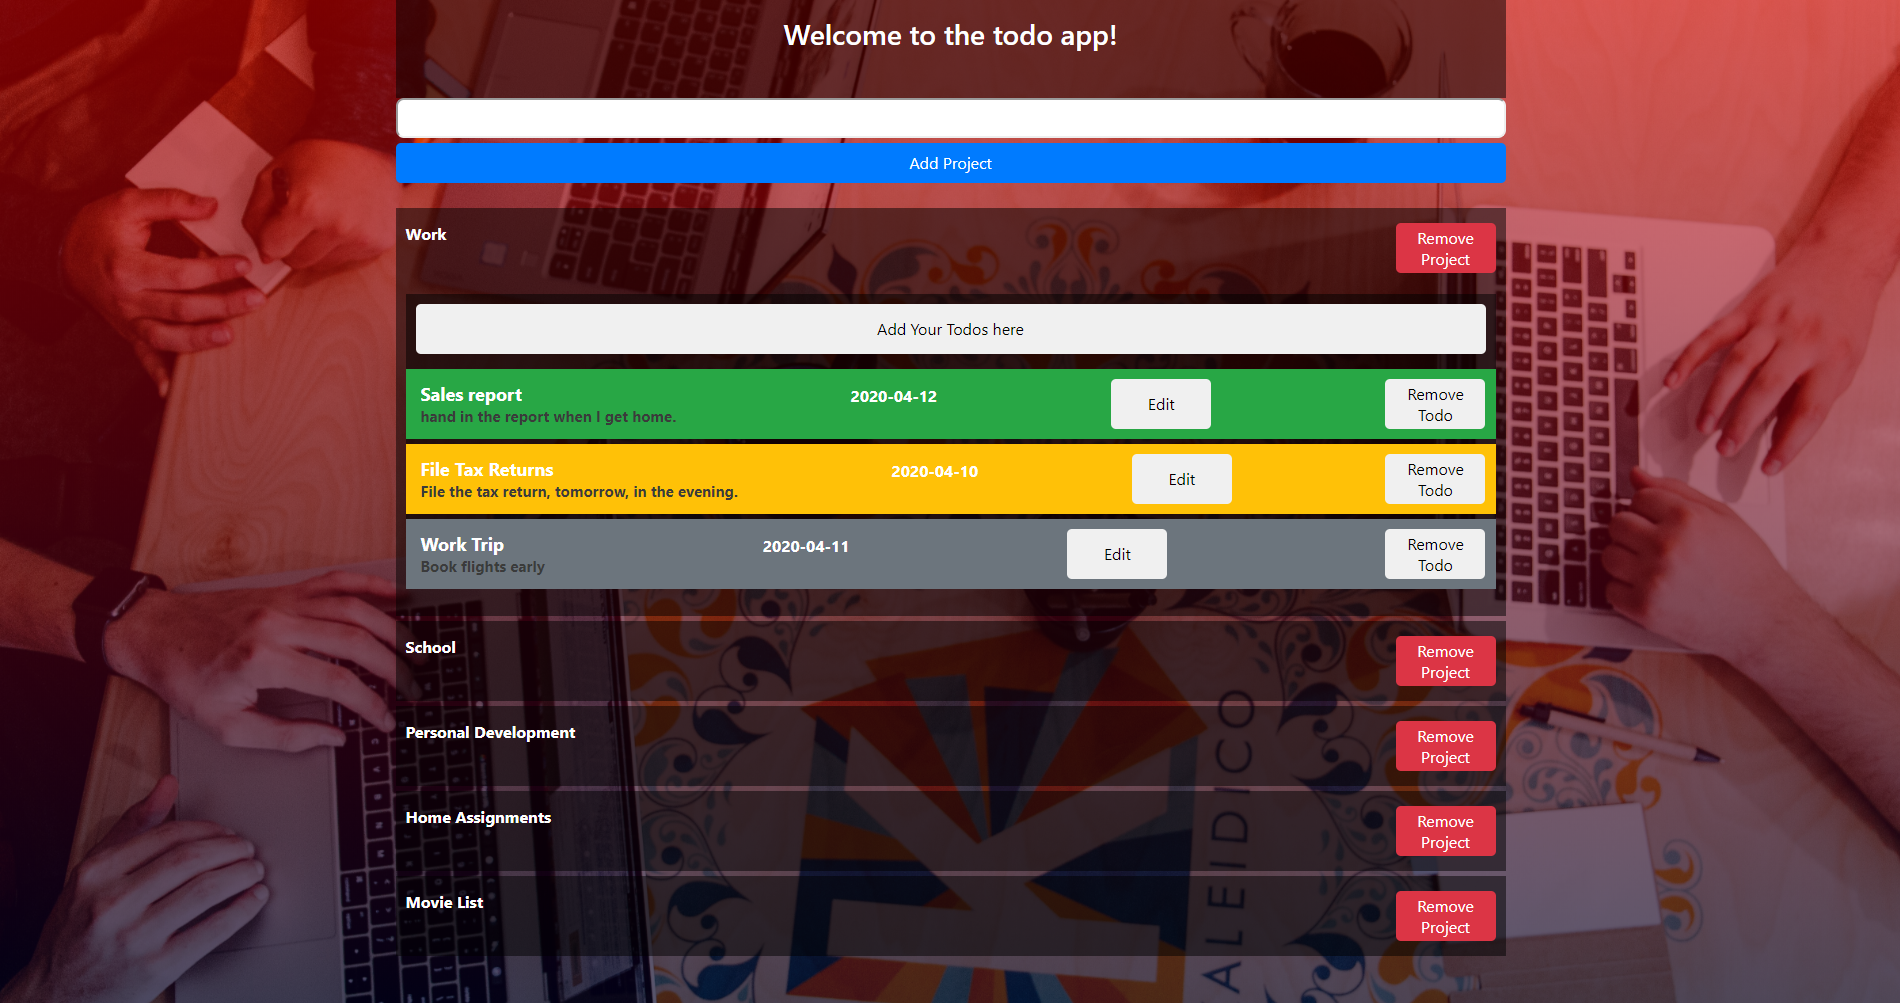 Welcome to the todo app!
Add Project
Work
Remove
Project
Add Your Todos here
Sales report
hand in the report when I get home.
2020-04-12
Edit
Remove
Todo
File Tax Returns
File the tax return, tomorrow, in the evening.
2020-04-10
Edit
Remove
Todo
Work Trip
Book flights early
2020-04-11
Edit
Remove
Todo
School
Remove
Project
Personal Development
Remove
Project
Home Assignments
Remove
Project
Movie List
Remove
Project
ALEIDICO